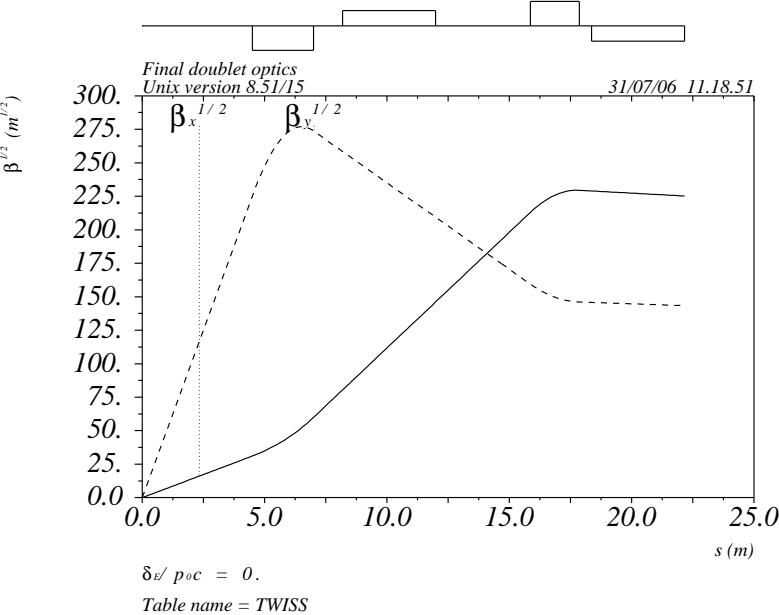 Final doublet optics
Unix version 8.51/15 31/07/06 11.18.51
β x 1/2 β y 1/2
β 1/2 (m 1/2)
300.
275.
250.
225.
200.
175.
150.
125.
100.
75.
50.
25.
0.0
0.0 5.0 10.0 15.0 20.0 25.0
s (m)
δE/ p0c = 0.
Table name = TWISS